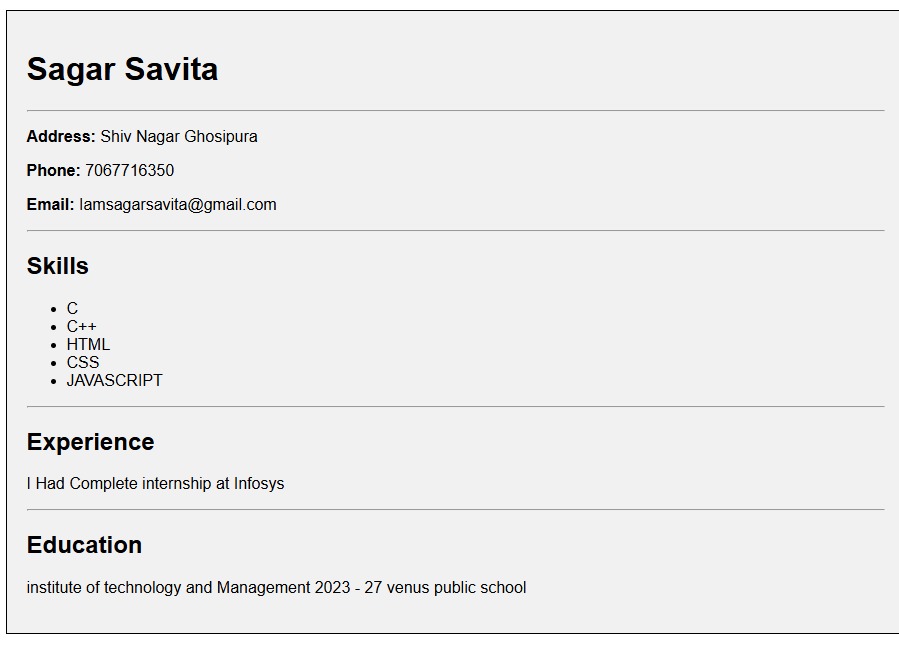 Sagar Savita
Address: Shiv Nagar Ghosipura
Phone: 7067716350
Email: Iamsagarsavita@gmail.com
Skills
C
C++
HTML
CSS
JAVASCRIPT
Experience
I Had Complete internship at Infosys
Education
institute of technology and Management 2023 - 27 venus public school